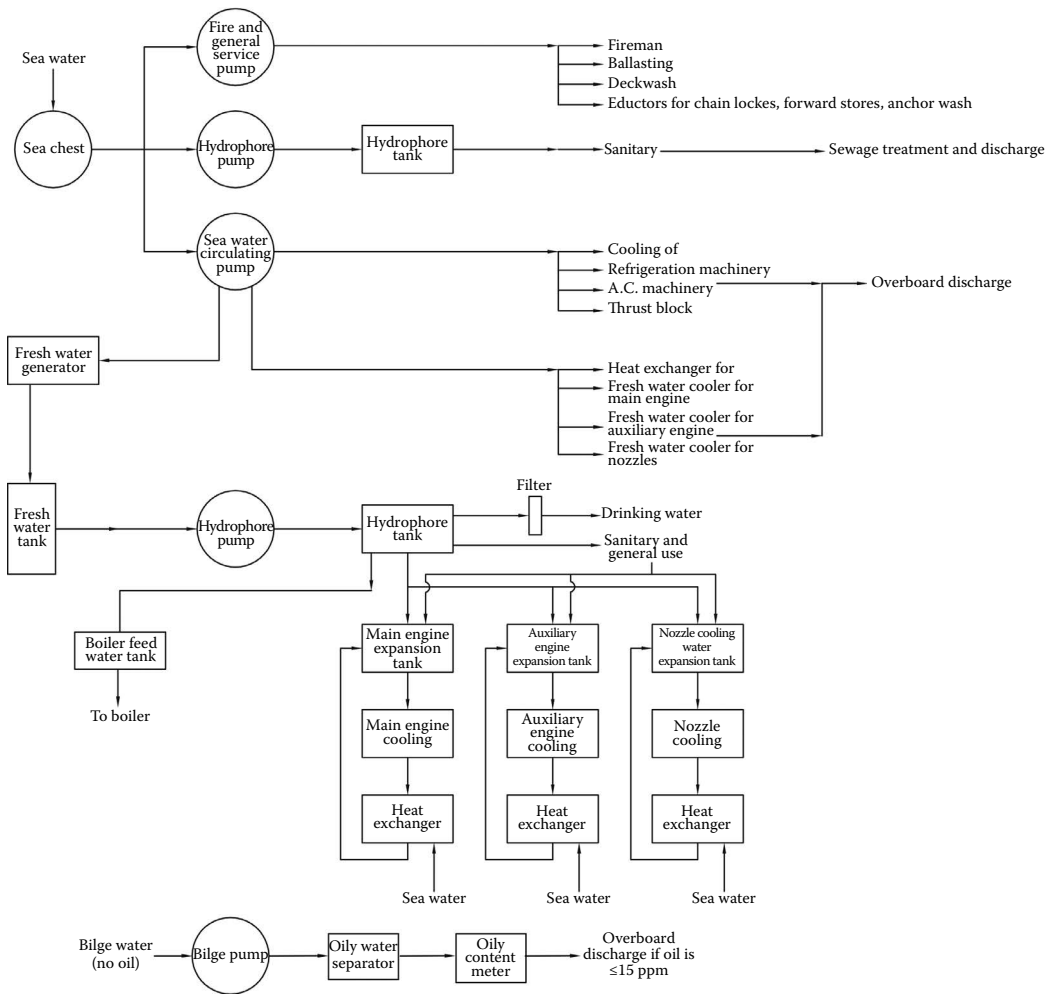 Fire and
general
service
pump
Fireman
Ballasting
Deckwash
Eductors for chain lockes, forward stores, anchor wash
Sea water
Sea chest
Hydrophore
pump
Hydrophore
tank
Sanitary
Sewage treatment and discharge
Sea water
circulating
pump
Cooling of
Refrigeration machinery
A.C. machinery
Thrust block
Overboard discharge
Fresh water
generator
Heat exchanger for
Fresh water cooler for
main engine
Fresh water cooler for
auxiliary engine
Fresh water cooler for
nozzles
Fresh
water
tank
Hydrophore
pump
Hydrophore
tank
Filter
Drinking water
Sanitary and
general use
Boiler feed
water tank
To boiler
Main engine
expansion
tank
Auxiliary
engine
expansion tank
Nozzle cooling
water
expansion tank
Main engine
cooling
Auxiliary
engine
cooling
Nozzle
cooling
Heat
exchanger
Heat
exchanger
Heat
exchanger
Sea water
Sea water
Sea water
Bilge water
(no oil)
Bilge pump
Oily water
separator
Oily
content
meter
Overboard
discharge if oil is
≤15 ppm